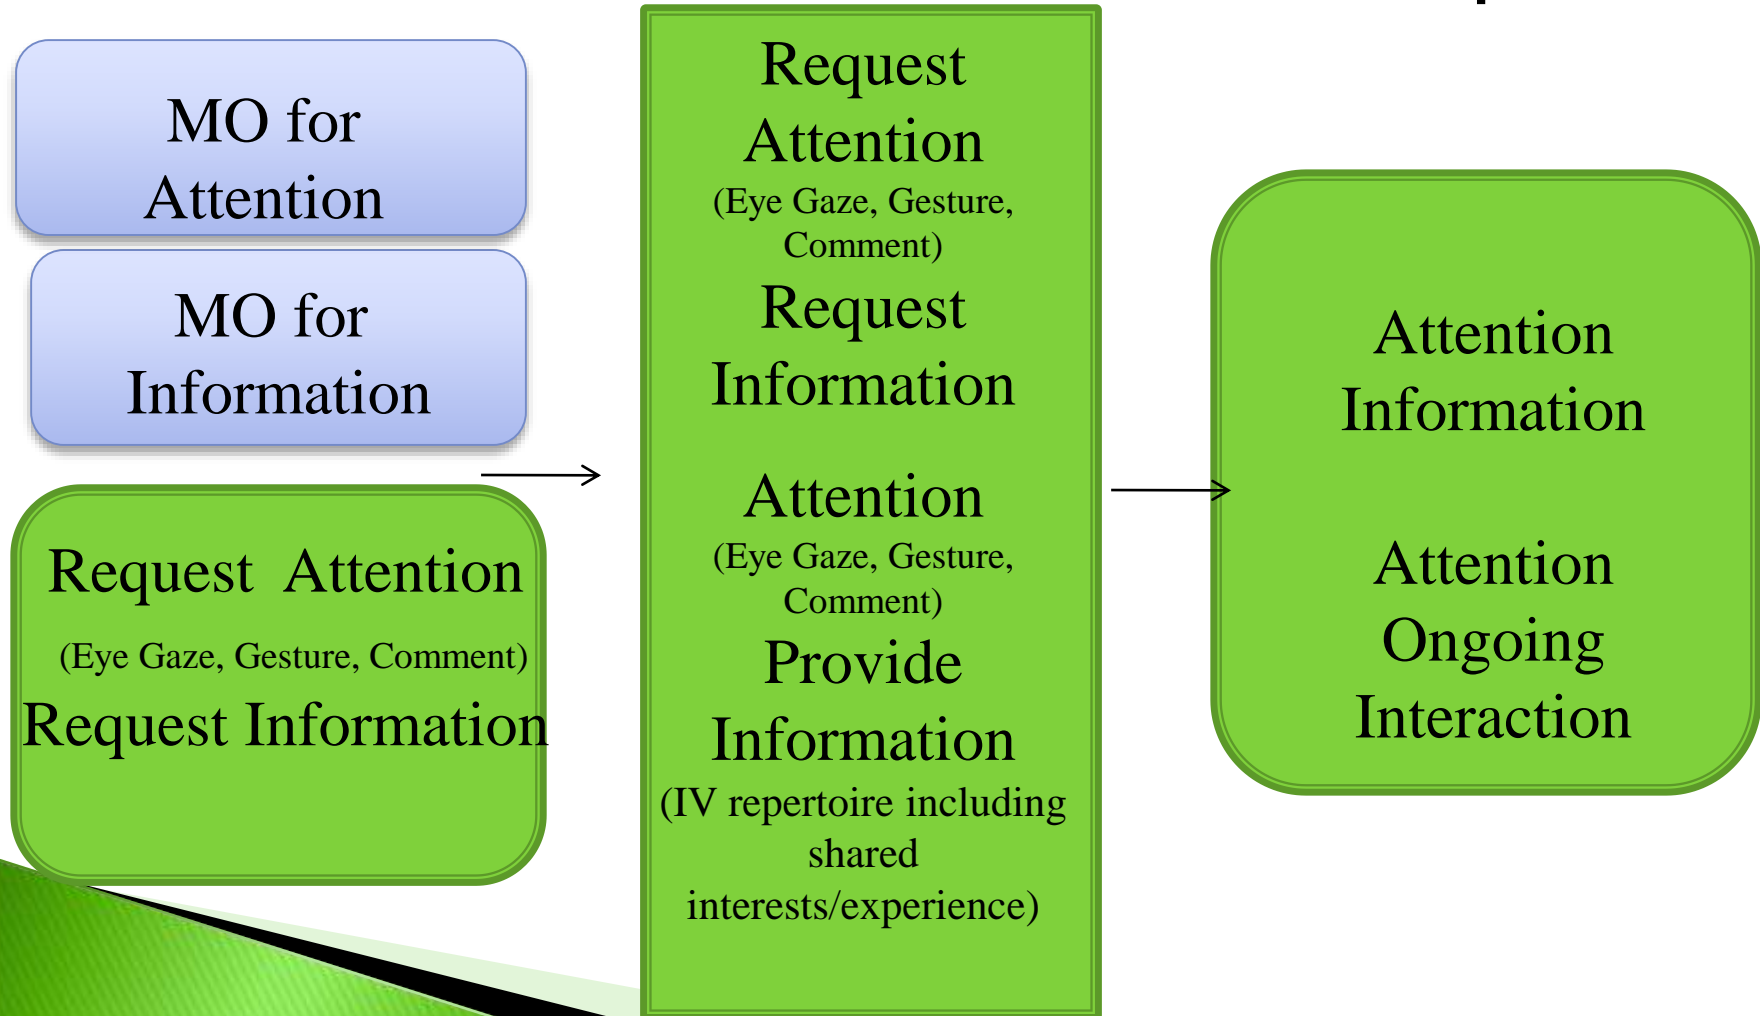 MO for
Attention
MO for
Information
Request  Attention
(Eye Gaze, Gesture, Comment)
Request Information
Request
Attention
(Eye Gaze, Gesture,
Comment)
Request
Information
Attention
(Eye Gaze, Gesture,
Comment)
Provide
Information
(IV repertoire including
shared
interests/experience)
Attention
Information
Attention
Ongoing
Interaction